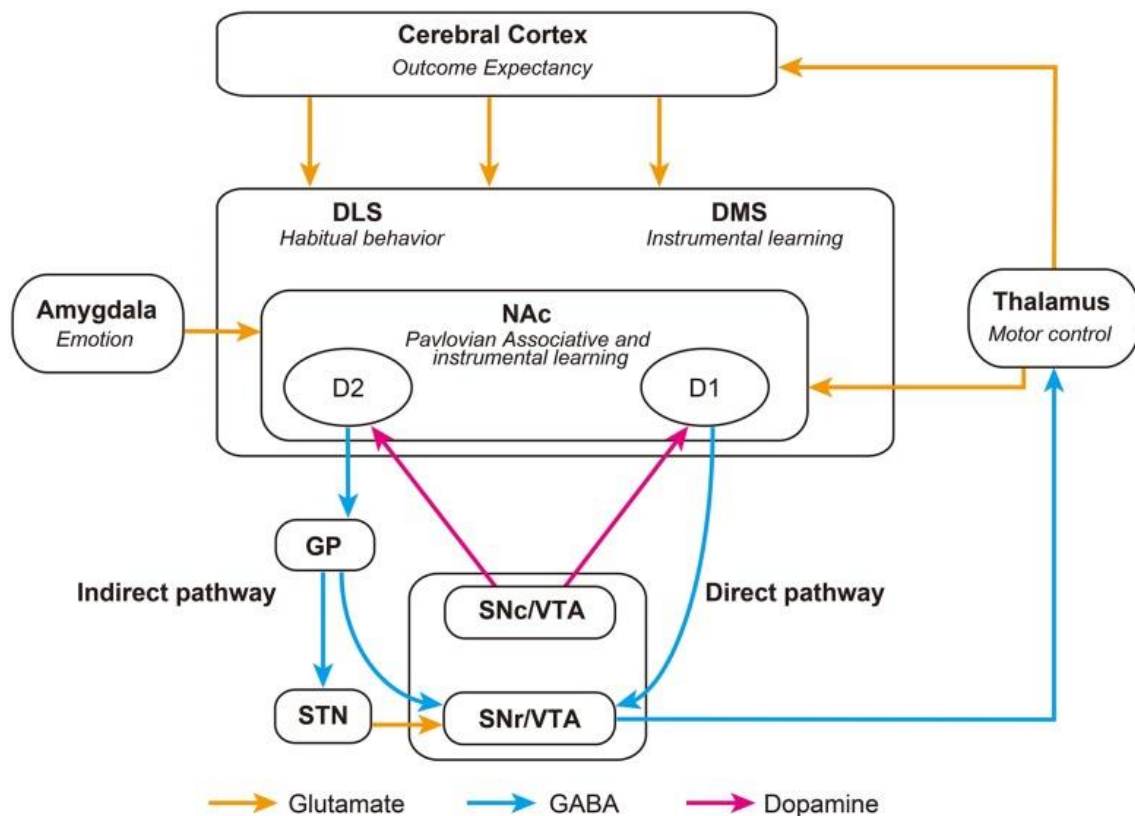 Cerebral Cortex
Outcome Expectancy
DLS
Habitual behavior
DMS
Instrumental learning
Amygdala
Emotion
NAc
Pavlovian Associative and
instrumental learning
D2
D1
Thalamus
Motor control
GP
Indirect pathway
SNc/VTA
Direct pathway
STN
SNr/VTA
Glutamate
GABA
Dopamine